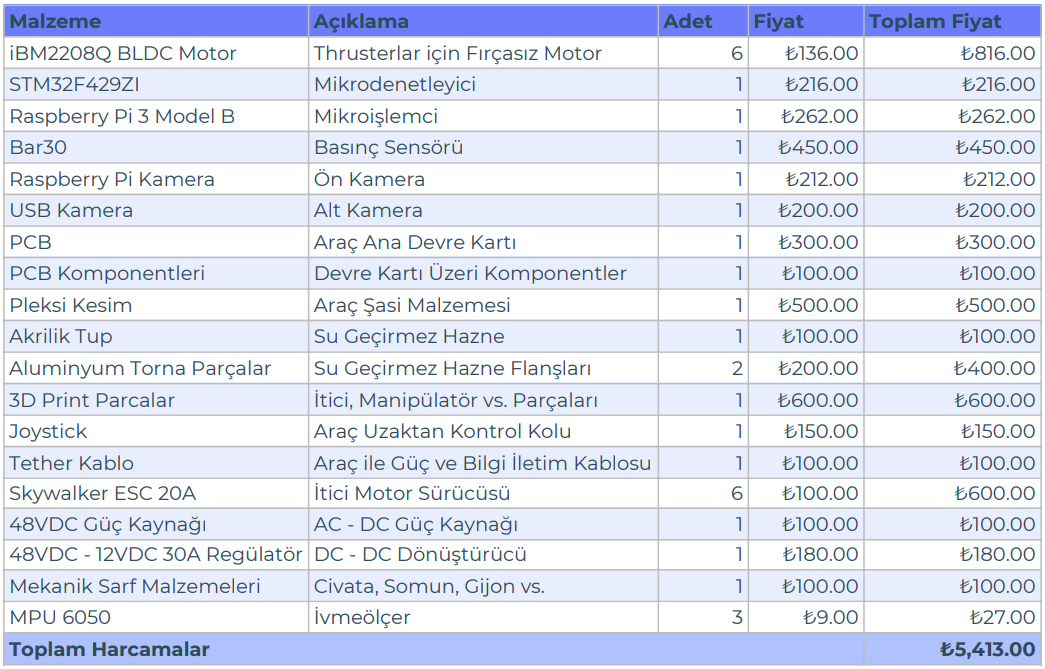 Malzeme Açıklama Adet Fiyat Toplam Fiyat
iBM2208Q BLDC Motor Thrusterlar için Fırçasız Motor 6 ₺136.00 ₺816.00
STM32F429ZI Mikrodenetleyici 1 ₺216.00 ₺216.00
Raspberry Pi 3 Model B Mikroişlemci 1 ₺262.00 ₺262.00
Bar30 Basınç Sensörü 1 ₺450.00 ₺450.00
Raspberry Pi Kamera Ön Kamera 1 ₺212.00 ₺212.00
USB Kamera Alt Kamera 1 ₺200.00 ₺200.00
PCB Araç Ana Devre Kartı 1 ₺300.00 ₺300.00
PCB Komponentleri Devre Kartı Üzeri Komponentler 1 ₺100.00 ₺100.00
Pleksi Kesim Araç Şasi Malzemesi 1 ₺500.00 ₺500.00
Akrilik Tup Su Geçirmez Hazne 1 ₺100.00 ₺100.00
Aluminyum Torna Parçalar Su Geçirmez Hazne Flanşları 2 ₺200.00 ₺400.00
3D Print Parcalar İtici, Manipülatör vs. Parçaları 1 ₺600.00 ₺600.00
Joystick Araç Uzaktan Kontrol Kolu 1 ₺150.00 ₺150.00
Tether Kablo Araç ile Güç ve Bilgi İletim Kablosu 1 ₺100.00 ₺100.00
Skywalker ESC 20A İtici Motor Sürücüsü 6 ₺100.00 ₺600.00
48VDC Güç Kaynağı AC - DC Güç Kaynağı 1 ₺100.00 ₺100.00
48VDC - 12VDC 30A Regülatör DC - DC Dönüştürücü 1 ₺180.00 ₺180.00
Mekanik Sarf Malzemeleri Civata, Somun, Gijon vs. 1 ₺100.00 ₺100.00
MPU 6050 İvmeölçer 3 ₺9.00 ₺27.00
Toplam Harcamalar ₺5,413.00